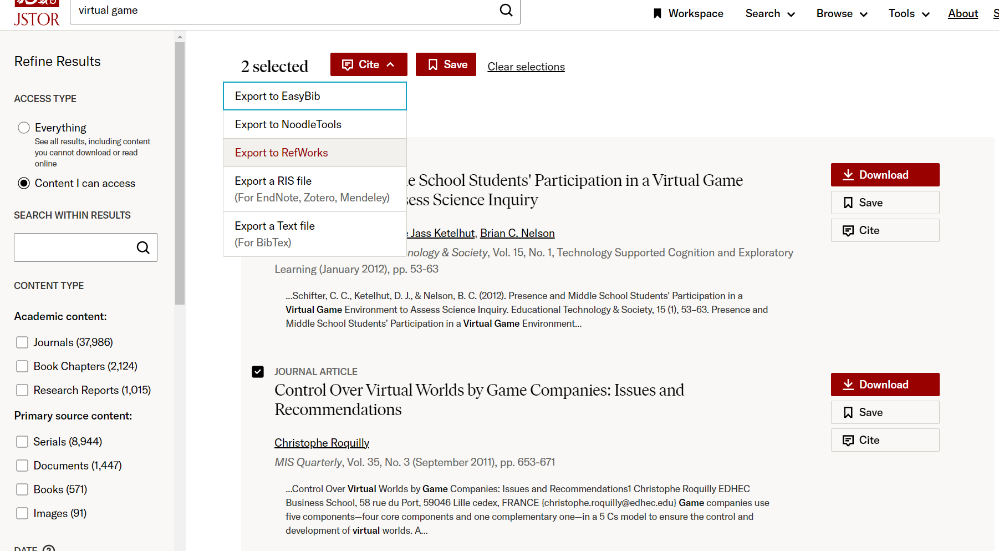 JSTOR
virtual game
Workspace
Search
Browse
Tools
About
S
Refine Results
ACCESS TYPE
Everything
See all results, including content
you cannot download or read
online
Content I can access
SEARCH WITHIN RESULTS
CONTENT TYPE
Academic content:
Journals (37,986)
Book Chapters (2,124)
Research Reports (1,015)
Primary source content:
Serials (8,944)
Documents (1,447)
Books (571)
Images (91)
DATE
2 selected
Cite
Save
Clear selections
Export to EasyBib
Export to NoodleTools
Export to RefWorks
Export a RIS file
(For EndNote, Zotero, Mendeley)
Export a Text file
(For BibTex)
e School Students' Participation in a Virtual Game
sess Science Inquiry
e Jass Ketelhut, Brian C. Nelson
nology & Society, Vol. 15, No. 1, Technology Supported Cognition and Exploratory
Learning (January 2012), pp. 53-63
...Schifter, C. C., Ketelhut, D. J., & Nelson, B. C. (2012). Presence and Middle School Students' Participation in a
Virtual Game Environment to Assess Science Inquiry. Educational Technology & Society, 15 (1), 53–63. Presence and
Middle School Students’ Participation in a Virtual Game Environment...
Download
Save
Cite
JOURNAL ARTICLE
Control Over Virtual Worlds by Game Companies: Issues and
Recommendations
Christophe Roquilly
MIS Quarterly, Vol. 35, No. 3 (September 2011), pp. 653-671
...Control Over Virtual Worlds by Game Companies: Issues and Recommendations1 Christophe Roquilly EDHEC
Business School, 58 rue du Port, 59046 Lille cedex, FRANCE {christophe.roquilly@edhec.edu} Game companies use
five components—four core components and one complementary one—in a 5 Cs model to ensure the control and
development of virtual worlds. A...
Download
Save
Cite